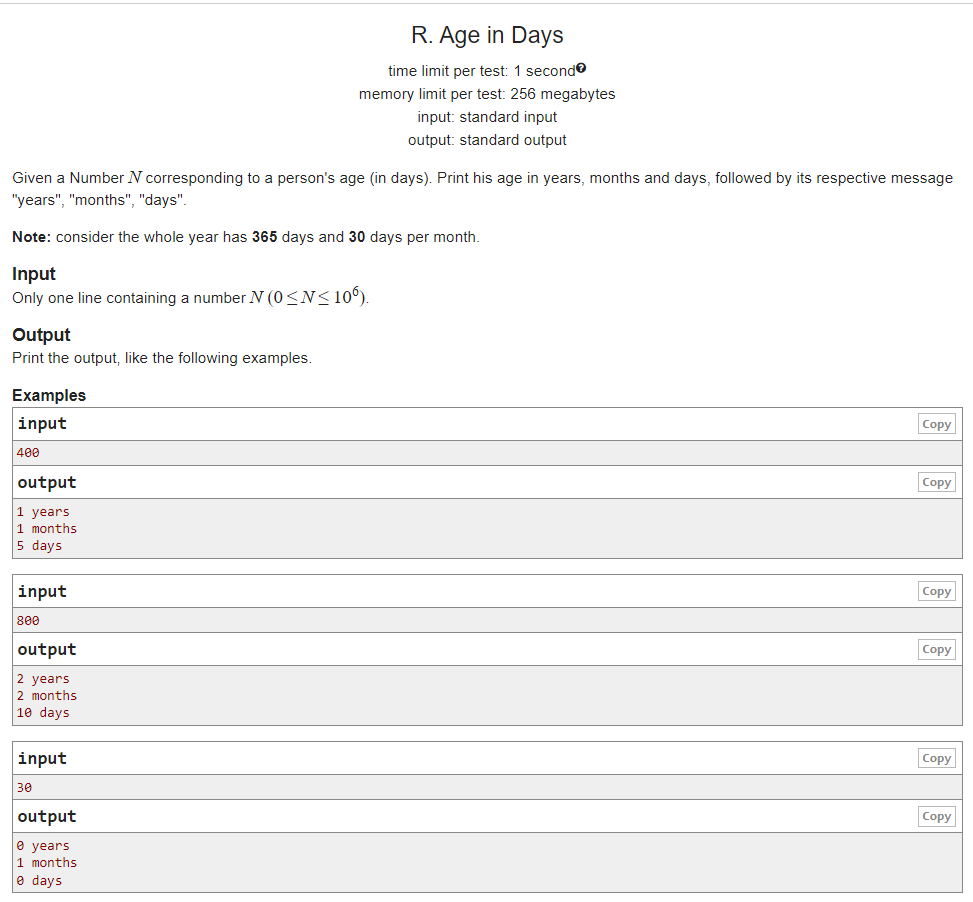 R. Age in Days
time limit per test: 1 second?
memory limit per test: 256 megabytes
input: standard input
output: standard output
Given a Number N corresponding to a person's age (in days). Print his age in years, months and days, followed by its respective message
"years", "months", "days".
Note: consider the whole year has 365 days and 30 days per month.
Input
Only one line containing a number N (0 ≤ N ≤ 10⁶).
Output
Print the output, like the following examples.
Examples
input Copy
400
output Copy
1 years
1 months
5 days
input Copy
800
output Copy
2 years
2 months
10 days
input Copy
30
output Copy
0 years
1 months
0 days